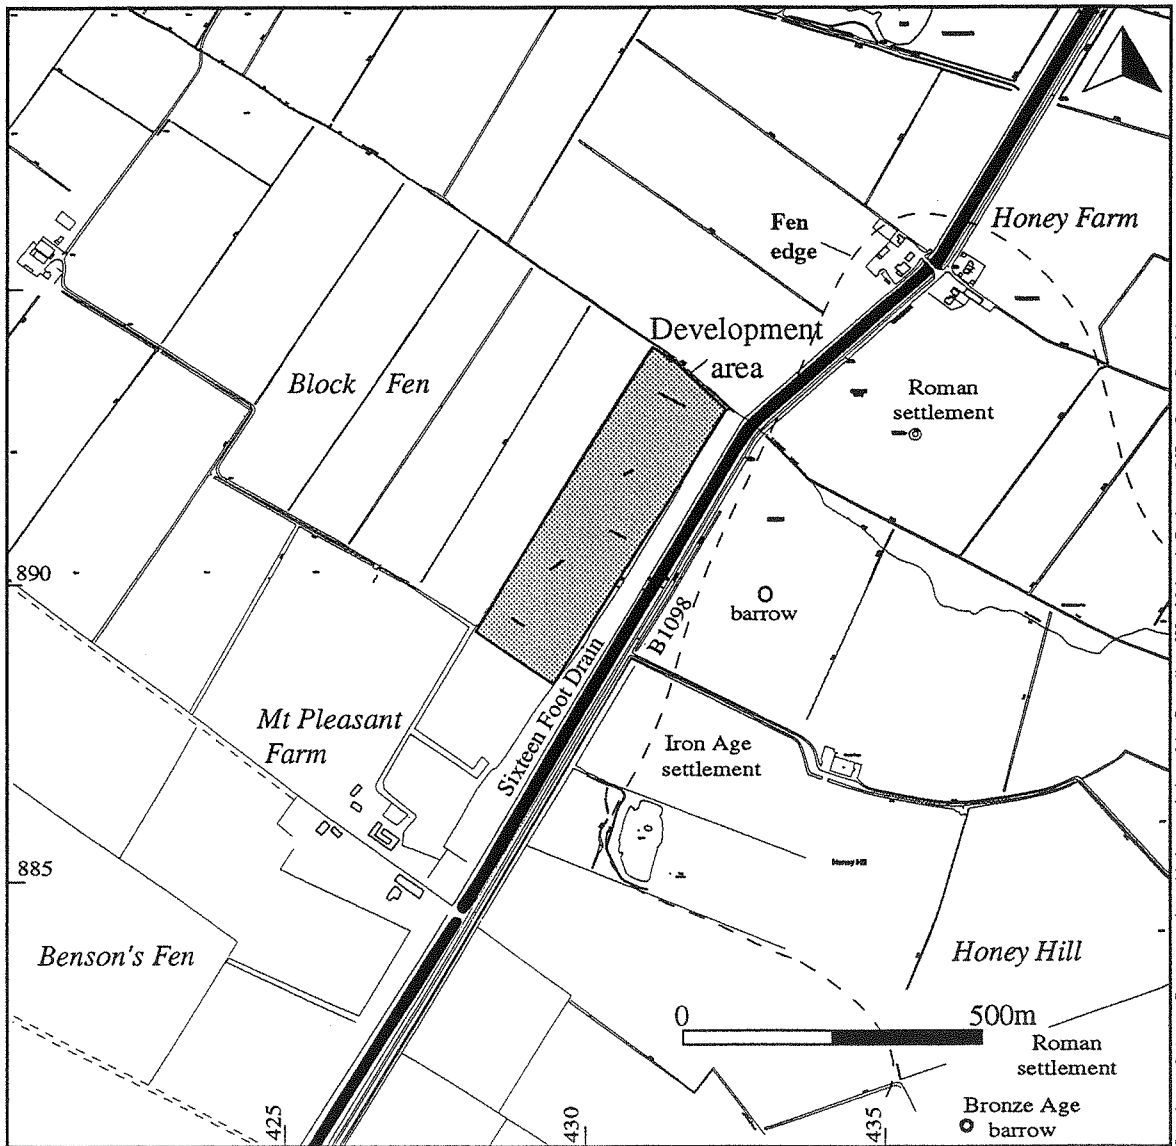 Honey Farm
Fen
edge
Development
area
Block Fen
Roman
settlement
890
barrow
B1098
Sixteen Foot Drain
Mt Pleasant
Farm
Iron Age
settlement
Honey Hill
885
Benson's Fen
Honey Hill
0 500m
Roman
settlement
Bronze Age
barrow
425
430
435